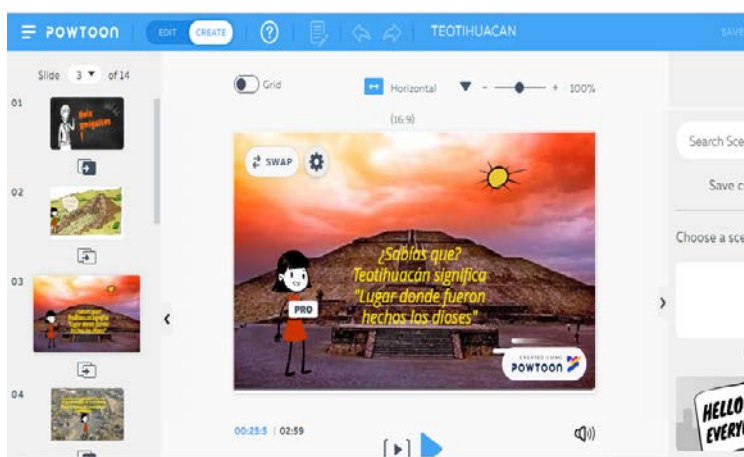 POWTOON
EDIT
CREATE
TEOTIHUACAN
SAVE
Slide 3 of 14
01
02
03
04
Grid
Horizontal
- + 100%
(16:9)
SWAP
¿Sabías que?
Teotihuacán significa
"Lugar donde fueron
hechos los dioses"
PRO
CREATED USING
POWTOON
00:25:5 | 02:59
Search Sce
Save c
Choose a sce
HELLO
EVERY